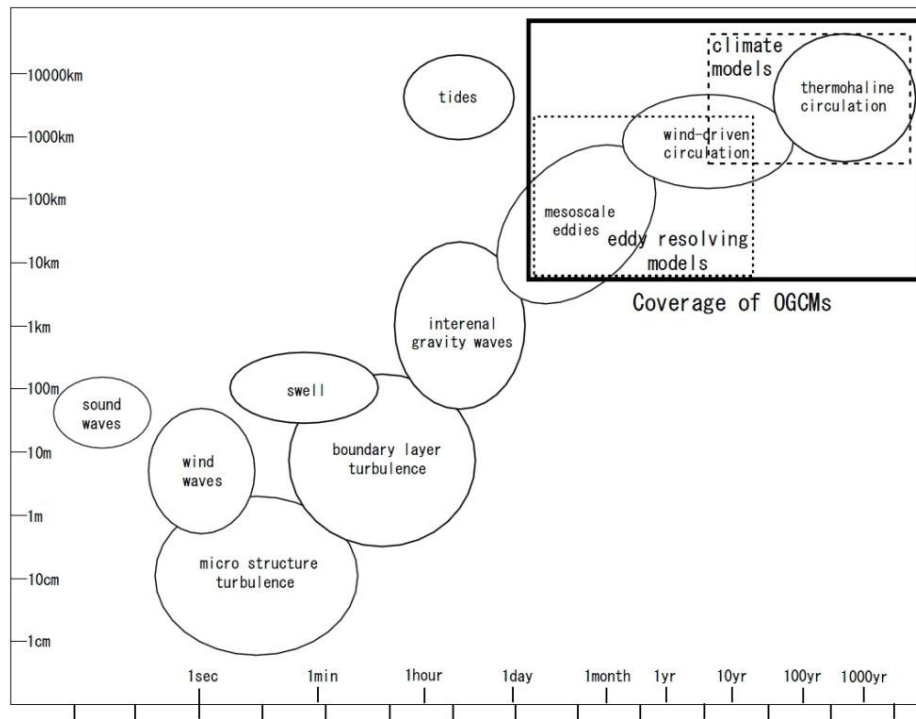 climate
models
10000km
thermohaline
circulation
tides
1000km
wind-driven
circulation
100km
mesoscale
eddies
eddy resolving
models
10km
Coverage of OGCMs
1km
interenal
gravity waves
100m
swell
sound
waves
boundary layer
turbulence
10m
wind
waves
1m
micro structure
turbulence
10cm
1cm
1sec
1min
1hour
1day
1month
1yr
10yr
100yr
1000yr